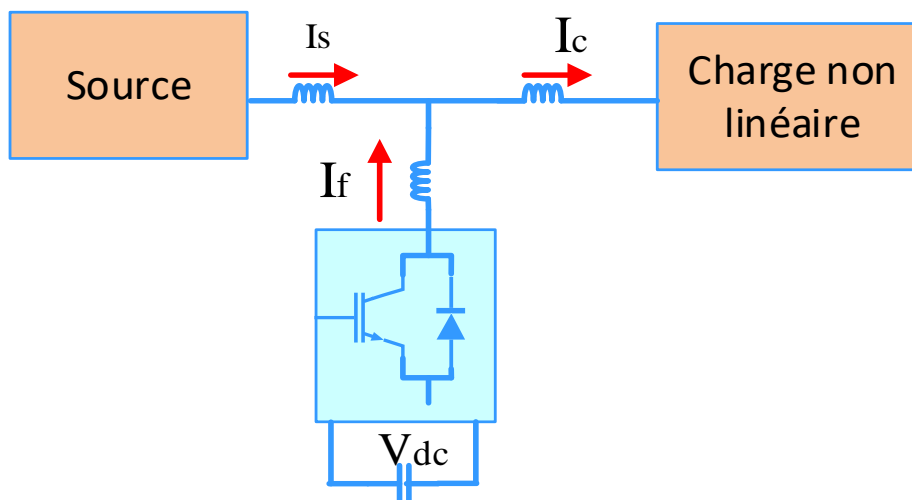 Source
Is
Ic
Charge non
linéaire
If
Vdc